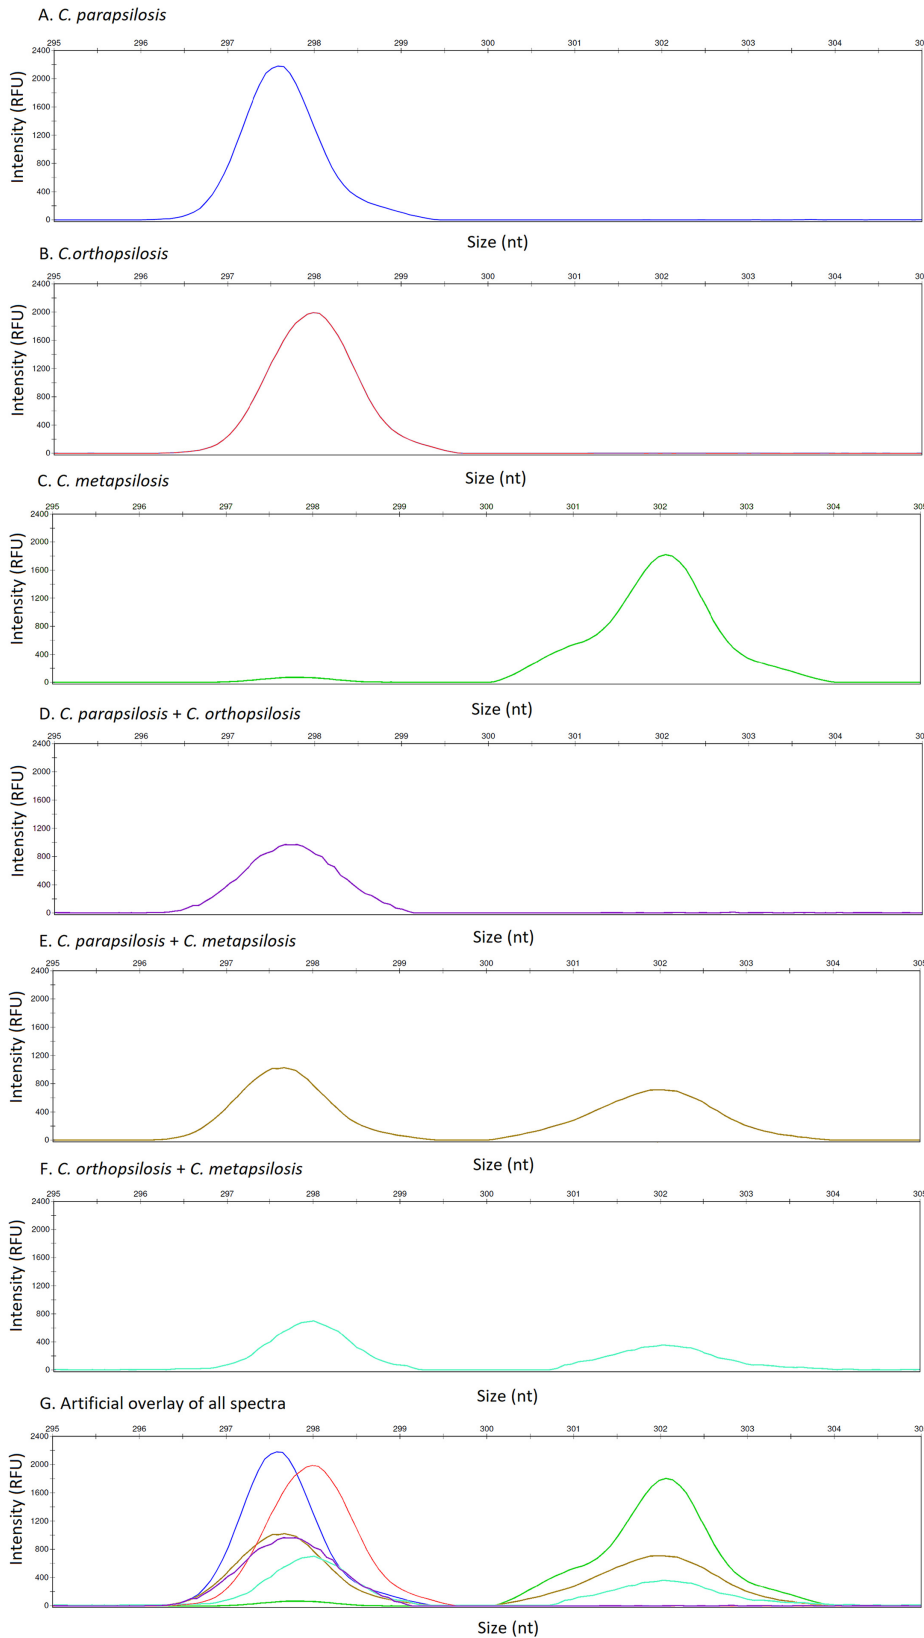 A. C. parapsilosis
295 296 297 298 299 300 302 304 30
Intensity (RFU)
2400
2000
1600
1200
800
400
0
Size (nt)
B. C.orthopsilosis
295 296 297 298 299 300 302 304 30
Intensity (RFU)
2400
2000
1600
1200
800
400
0
Size (nt)
C. C. metapsilosis
295 296 297 298 299 300 301 302 303 304 305
Intensity (RFU)
2400
2000
1600
1200
800
400
0
Size (nt)
D. C. parapsilosis + C. orthopsilosis
295 296 297 298 299 300 302 304 30
Intensity (RFU)
2400
2000
1600
1200
800
400
0
Size (nt)
E. C. parapsilosis + C. metapsilosis
295 296 297 298 299 300 301 302 303 304 305
Intensity (RFU)
2400
2000
1600
1200
800
400
0
Size (nt)
F. C. orthopsilosis + C. metapsilosis
295 296 297 298 299 300 301 302 303 304 305
Intensity (RFU)
2400
2000
1600
1200
800
400
0
Size (nt)
G. Artificial overlay of all spectra
295 296 297 298 299 300 301 302 303 304 30
Intensity (RFU)
2400
2000
1600
1200
800
400
0
Size (nt)